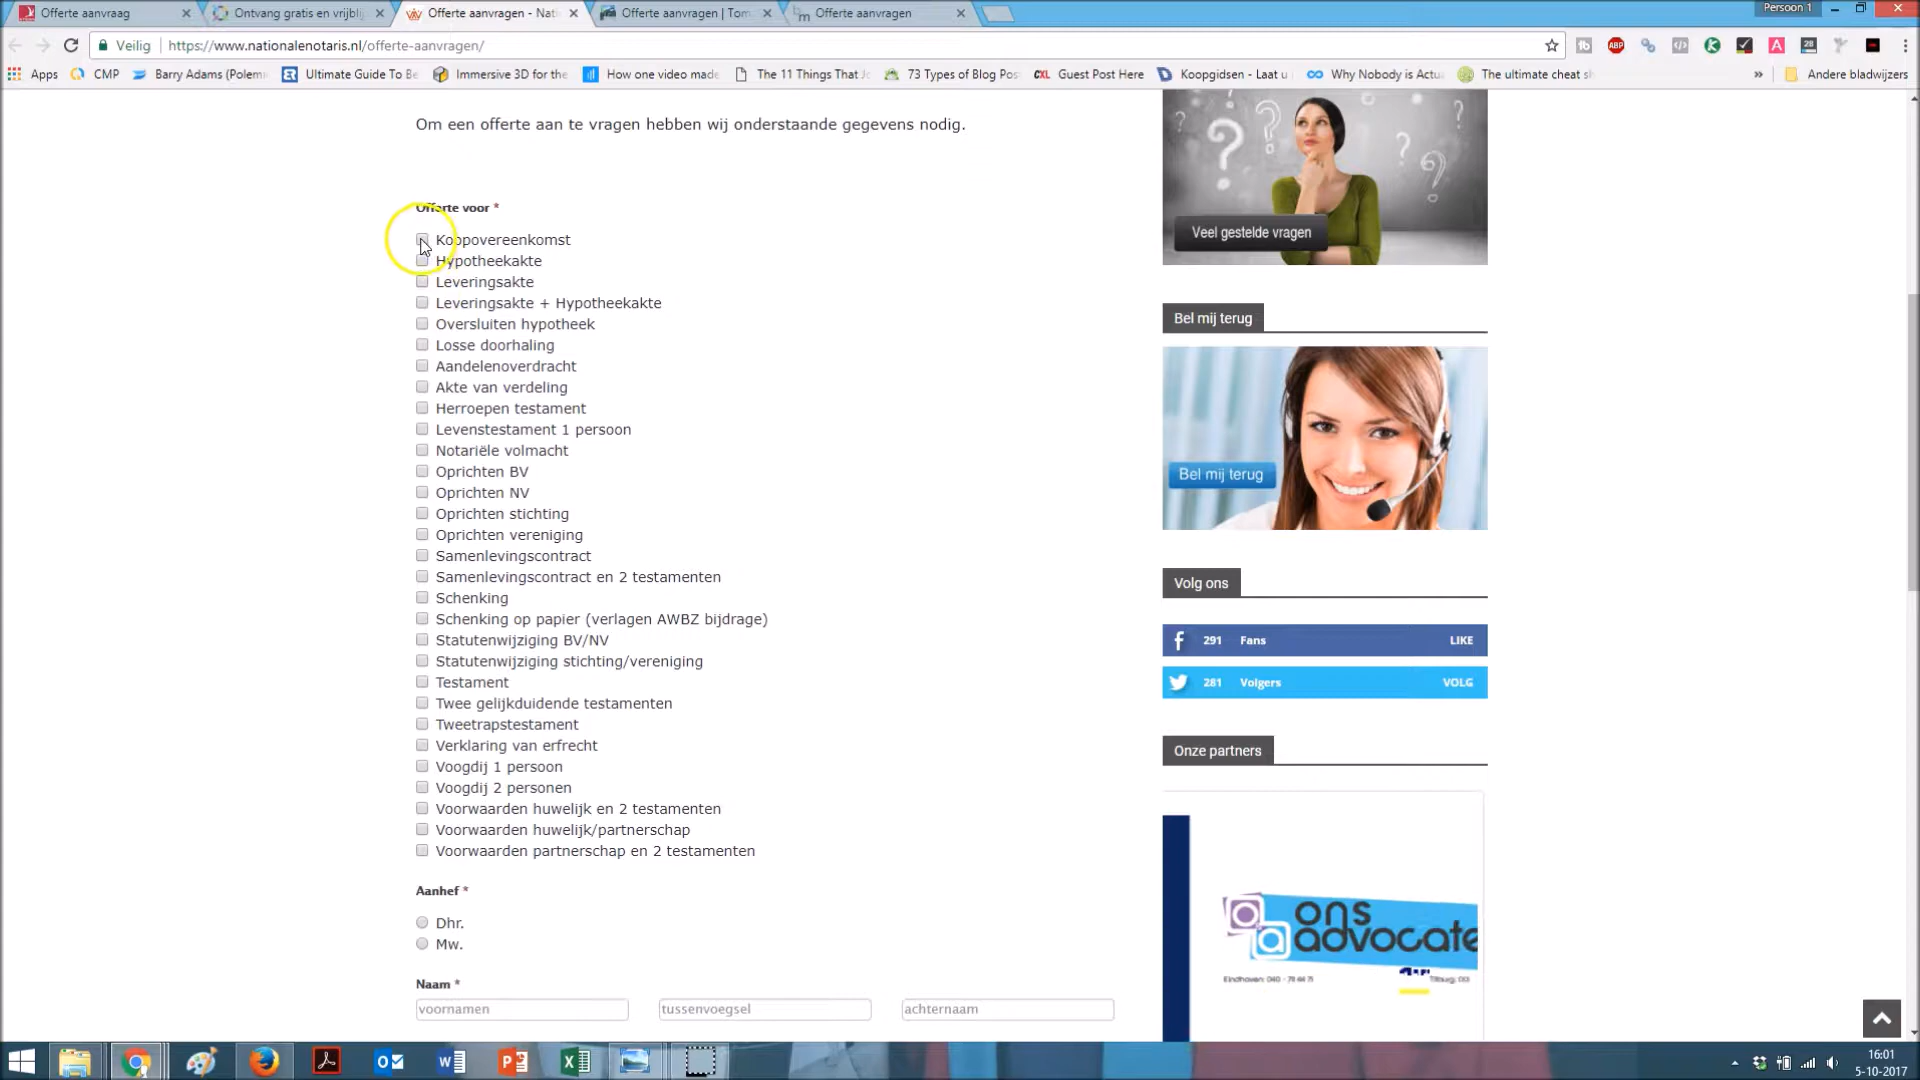 Offerte aanvraag
Ontvang gratis en vrijbli
Offerte aanvragen - Nati
Offerte aanvragen | Tom
Offerte aanvragen
Persoon 1
Veilig
https://www.nationalenotaris.nl/offerte-aanvragen/
Apps
CMP
Barry Adams (Polem
Ultimate Guide To Be
Immersive 3D for the
How one video made
The 11 Things That J
73 Types of Blog Pos
Guest Post Here
Koopgidsen - Laat u
Why Nobody is Actu
The ultimate cheat s
»
Andere bladwijzers
Om een offerte aan te vragen hebben wij onderstaande gegevens nodig.
Offerte voor *
Koopovereenkomst
Hypotheekakte
Leveringsakte
Leveringsakte + Hypotheekakte
Oversluiten hypotheek
Losse doorhaling
Aandelenoverdracht
Akte van verdeling
Herroepen testament
Levenstestament 1 persoon
Notariële volmacht
Oprichten BV
Oprichten NV
Oprichten stichting
Oprichten vereniging
Samenlevingscontract
Samenlevingscontract en 2 testamenten
Schenking
Schenking op papier (verlagen AWBZ bijdrage)
Statutenwijziging BV/NV
Statutenwijziging stichting/vereniging
Testament
Twee gelijkduidende testamenten
Tweetrapstestament
Verklaring van erfrecht
Voogdij 1 persoon
Voogdij 2 personen
Voorwaarden huwelijk en 2 testamenten
Voorwaarden huwelijk/partnerschap
Voorwaarden partnerschap en 2 testamenten
Aanhef *
Dhr.
Mw.
Naam *
voornamen
tussenvoegsel
achternaam
Veel gestelde vragen
Bel mij terug
Bel mij terug
Volg ons
291 Fans LIKE
281 Volgers VOLG
Onze partners
ons
advocate
Eindhoven: 040 - 711 44 71
16:01
5-10-2017